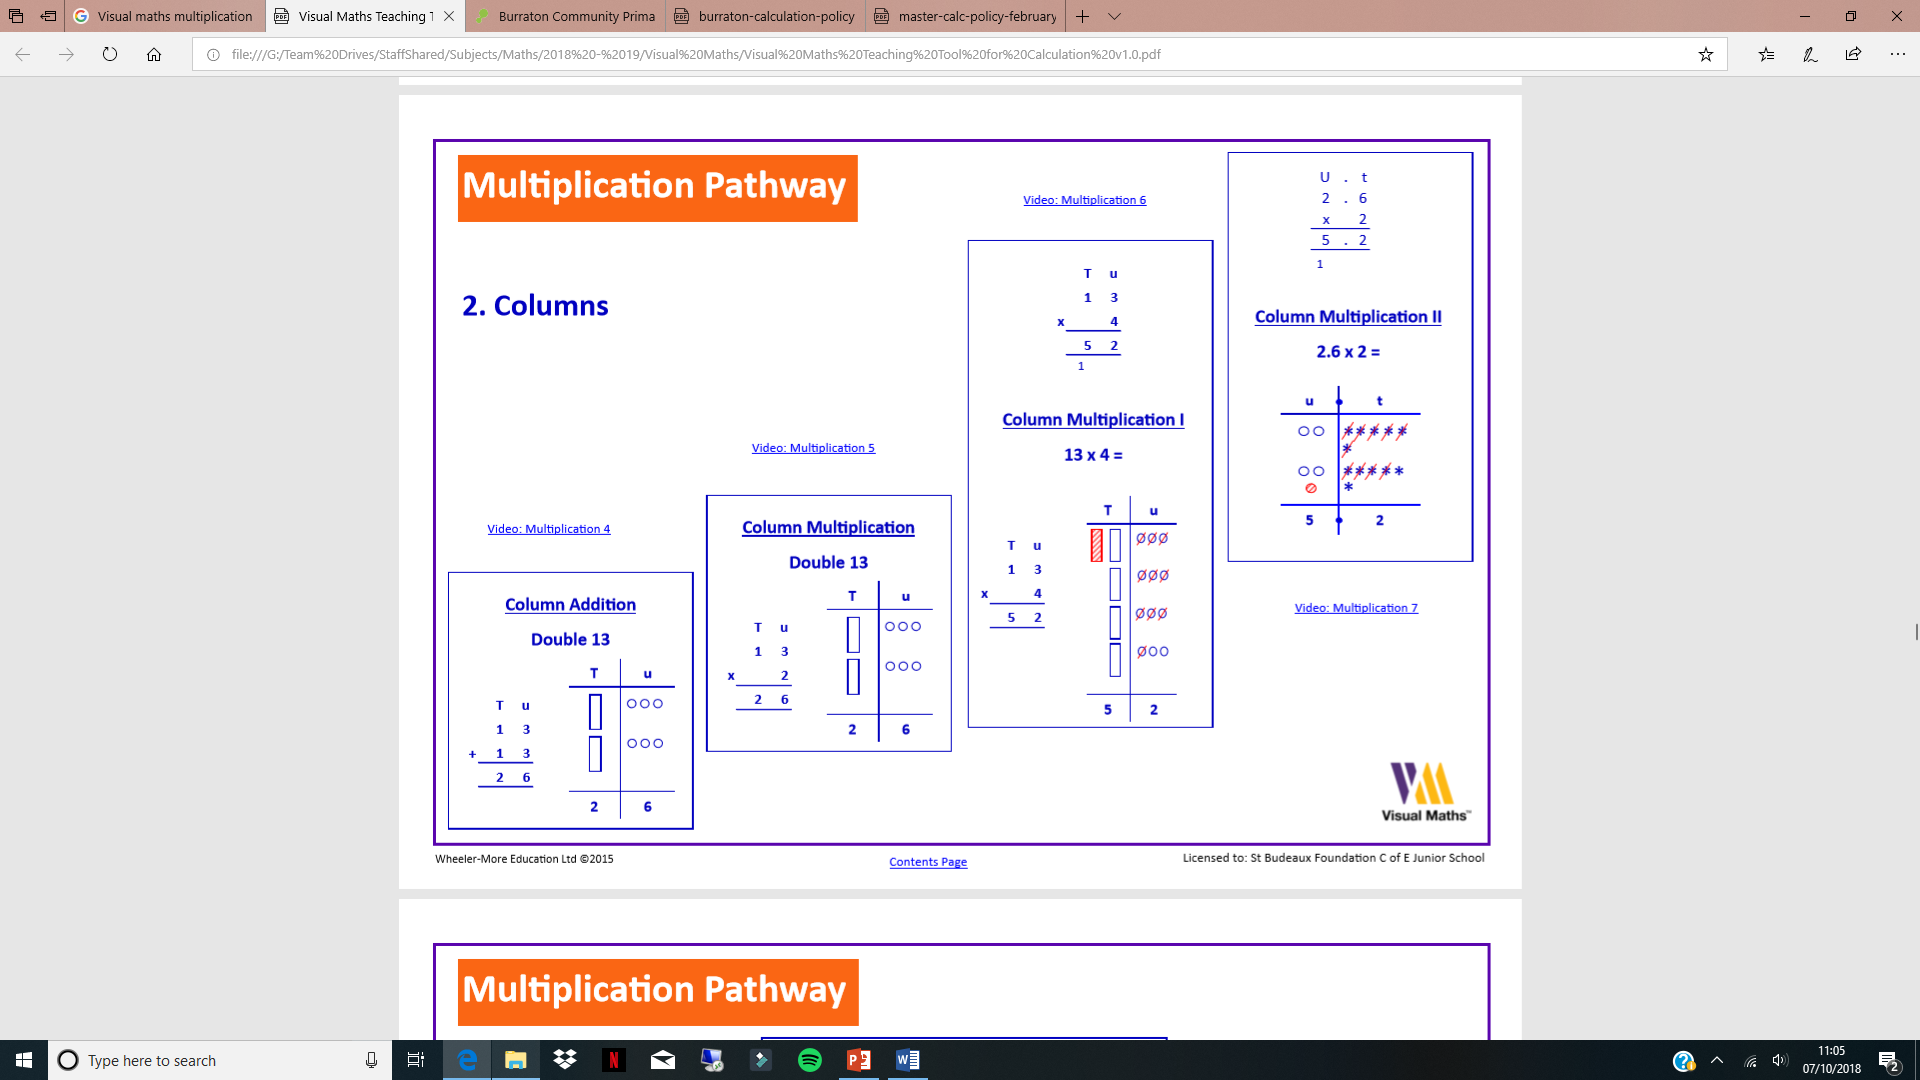 Visual maths multiplication
Visual Maths Teaching T
Burraton Community Prima
burraton-calculation-policy
master-calc-policy-february
file:///G:/Team%20Drives/StaffShared/Subjects/Maths/2018%20-%2019/Visual%20Maths/Visual%20Maths%20Teaching%20Tool%20for%20Calculation%20v1.0.pdf
Multiplication Pathway
2. Columns
Video: Multiplication 4
Column Addition
Double 13
T u
1 3
+ 1 3
2 6
T u
2 6
Video: Multiplication 5
Column Multiplication
Double 13
T u
1 3
x 2
2 6
T u
2 6
Video: Multiplication 6
T u
1 3
x 4
5 2
1
Column Multiplication I
13 x 4 =
T u
1 3
x 4
5 2
T u
5 2
U . t
2 . 6
x 2
5 . 2
1
Column Multiplication II
2.6 x 2 =
u • t
5 • 2
Video: Multiplication 7
Visual Maths™
Wheeler-More Education Ltd ©2015
Contents Page
Licensed to: St Budeaux Foundation C of E Junior School
Multiplication Pathway
Type here to search
11:05
07/10/2018
2